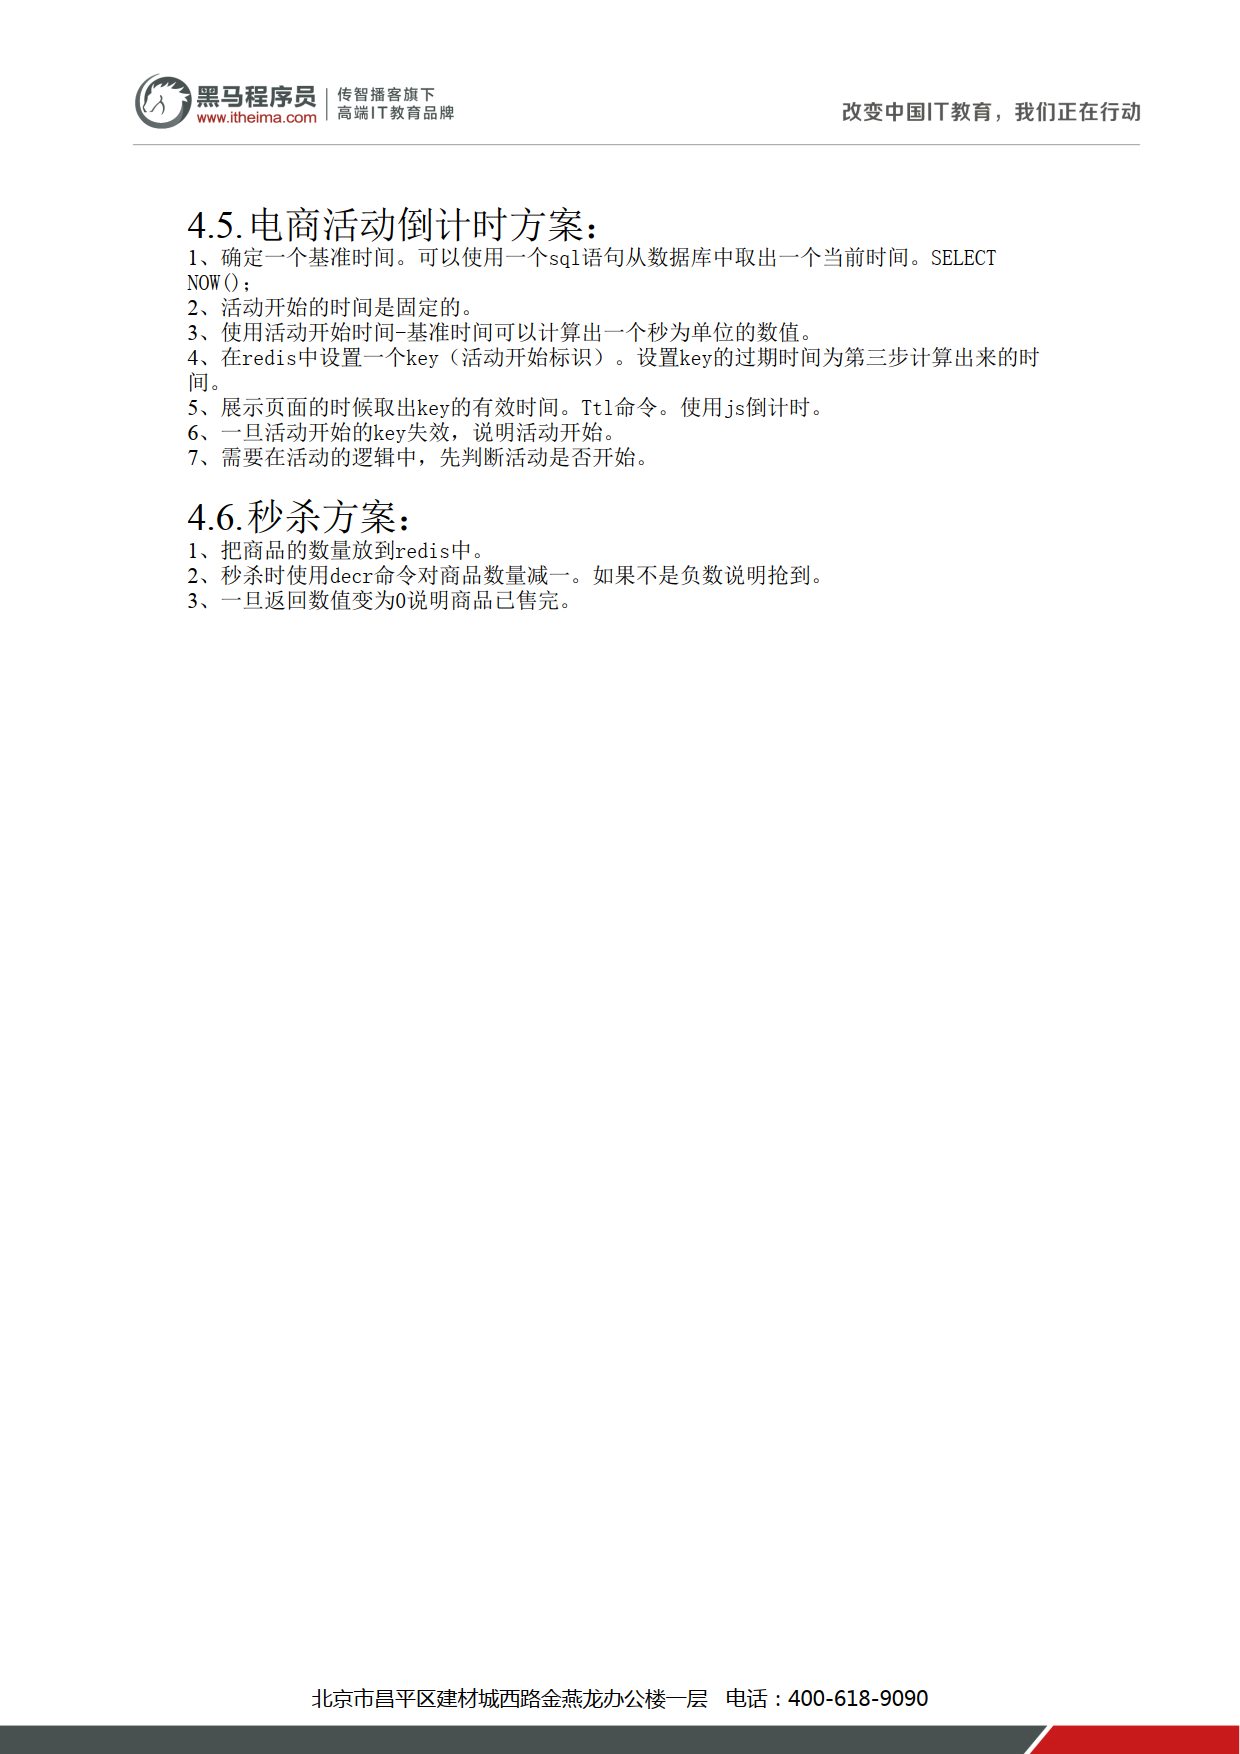 黑马程序员
www.itheima.com
传智播客旗下
高端IT教育品牌
改变中国IT教育，我们正在行动
4.5.电商活动倒计时方案：
1、确定一个基准时间。可以使用一个sql语句从数据库中取出一个当前时间。SELECT
NOW();
2、活动开始的时间是固定的。
3、使用活动开始时间-基准时间可以计算出一个秒为单位的数值。
4、在redis中设置一个key（活动开始标识）。设置key的过期时间为第三步计算出来的时
间。
5、展示页面的时候取出key的有效时间。Ttl命令。使用js倒计时。
6、一旦活动开始的key失效，说明活动开始。
7、需要在活动的逻辑中，先判断活动是否开始。
4.6.秒杀方案：
1、把商品的数量放到redis中。
2、秒杀时使用decr命令对商品数量减一。如果不是负数说明抢到。
3、一旦返回数值变为0说明商品已售完。
北京市昌平区建材城西路金燕龙办公楼一层 电话：400-618-9090